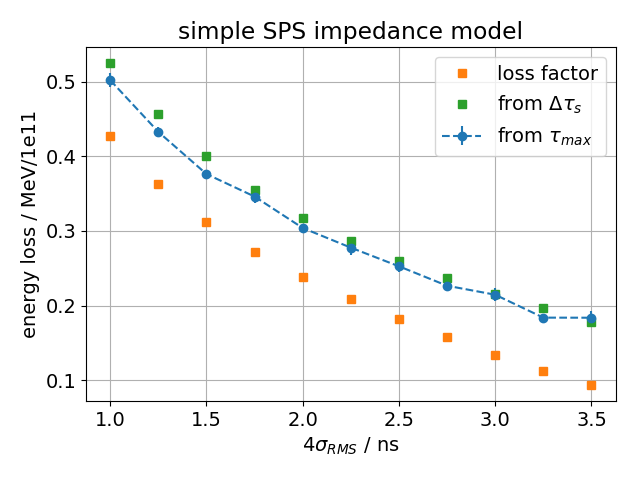 simple SPS impedance model
loss factor
from Δτₛ
from τₘₐₓ
energy loss / MeV/1e11
0.5
0.4
0.3
0.2
0.1
1.0 1.5 2.0 2.5 3.0 3.5
4σ_RMS / ns